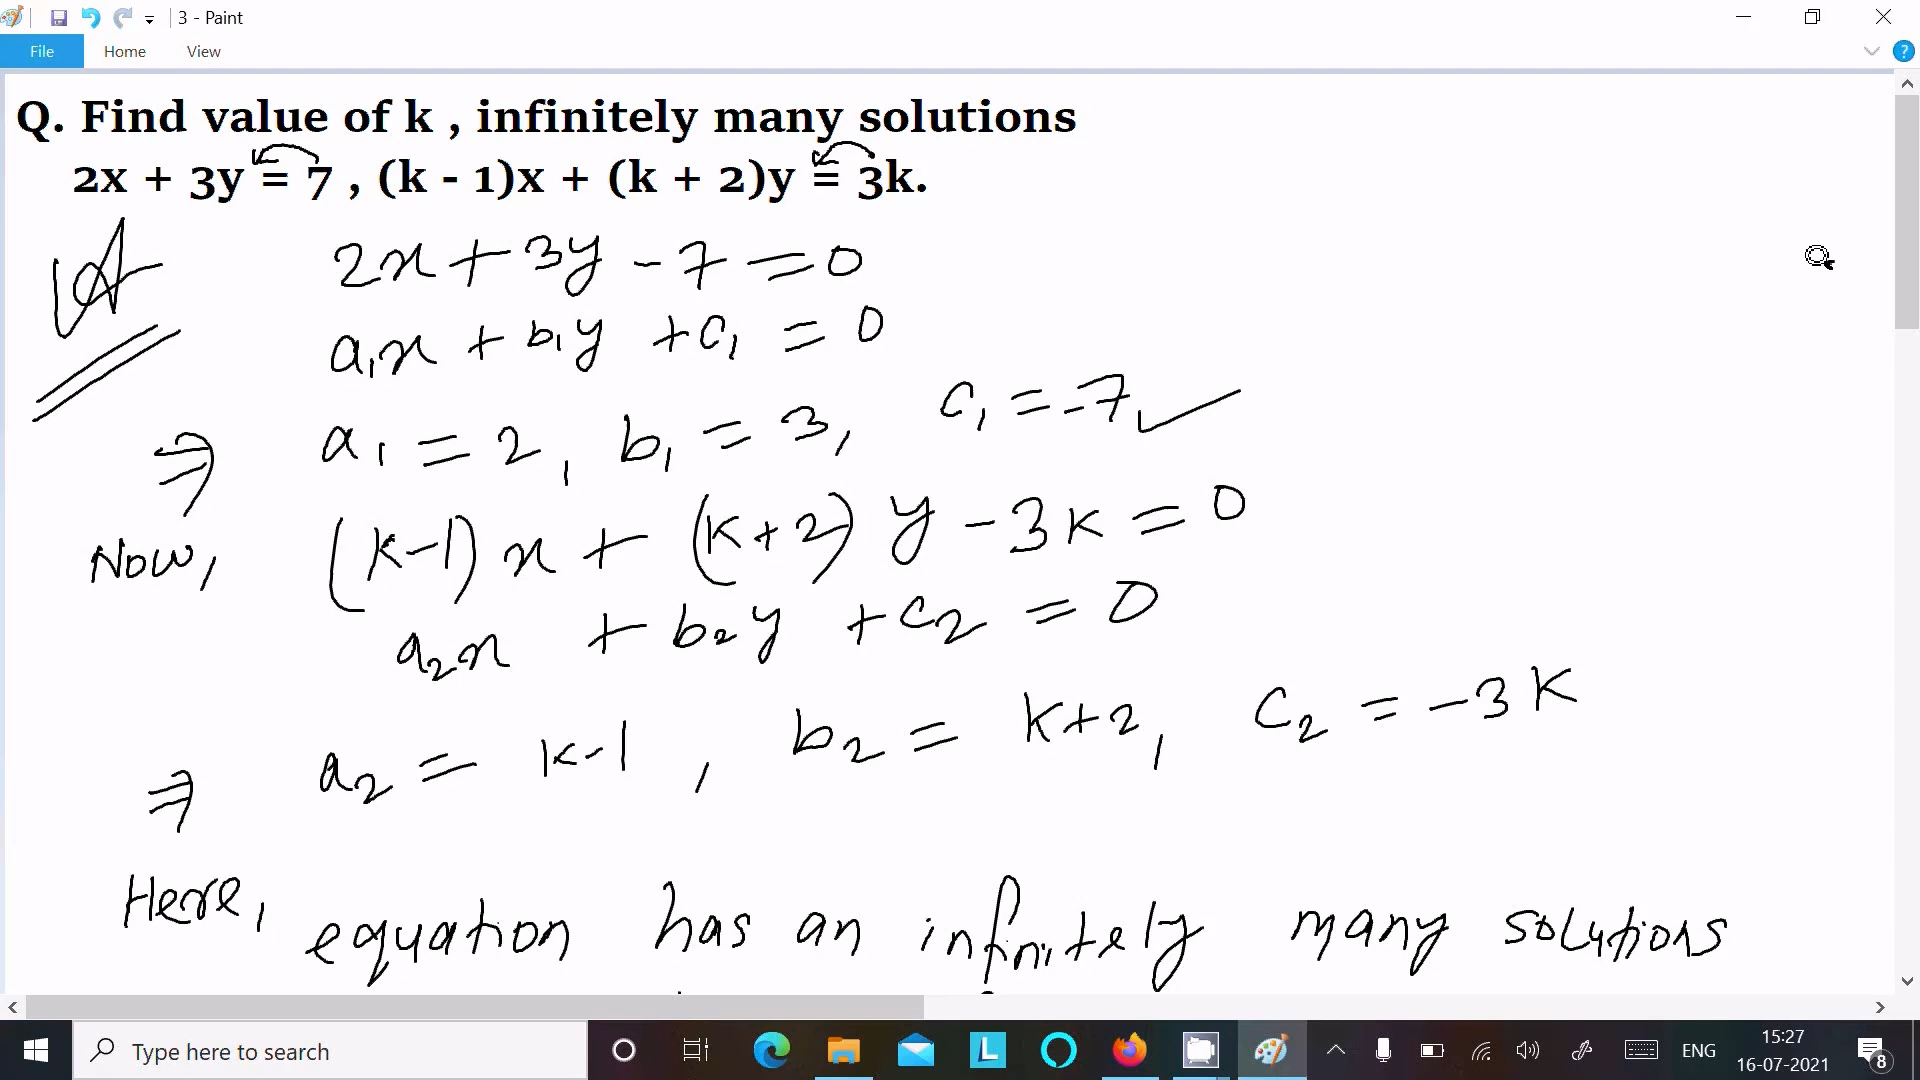 3 - Paint
File Home View
Q. Find value of k , infinitely many solutions
2x + 3y = 7 , (k - 1)x + (k + 2)y = 3k.
2x + 3y - 7 = 0
a₁x + b₁y + c₁ = 0
⇒ a₁ = 2, b₁ = 3, c₁ = -7
Now, (k-1) x + (k+2) y - 3k = 0
a₂x + b₂y + c₂ = 0
⇒ a₂ = k-1, b₂ = k+2, c₂ = -3k
Here, equation has an infinitely many solutions
Type here to search
ENG
15:27
16-07-2021
8